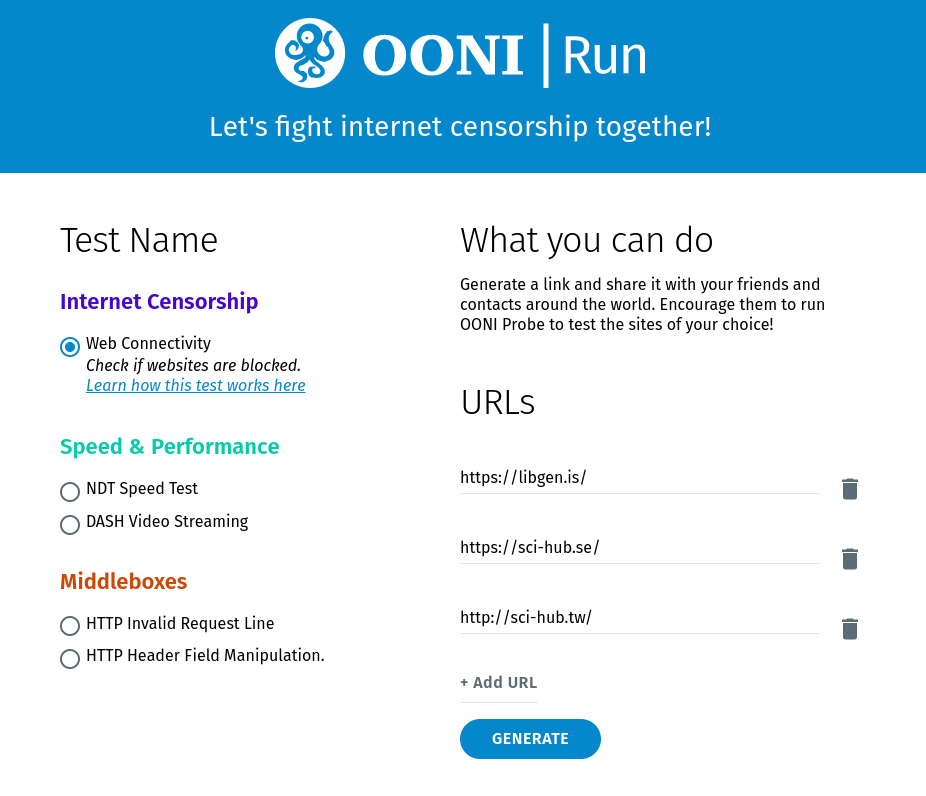 OONI | Run
Let's fight internet censorship together!
Test Name
Internet Censorship
Web Connectivity
Check if websites are blocked.
Learn how this test works here
Speed & Performance
NDT Speed Test
DASH Video Streaming
Middleboxes
HTTP Invalid Request Line
HTTP Header Field Manipulation.
What you can do
Generate a link and share it with your friends and
contacts around the world. Encourage them to run
OONI Probe to test the sites of your choice!
URLs
https://libgen.is/
https://sci-hub.se/
http://sci-hub.tw/
+ Add URL
GENERATE